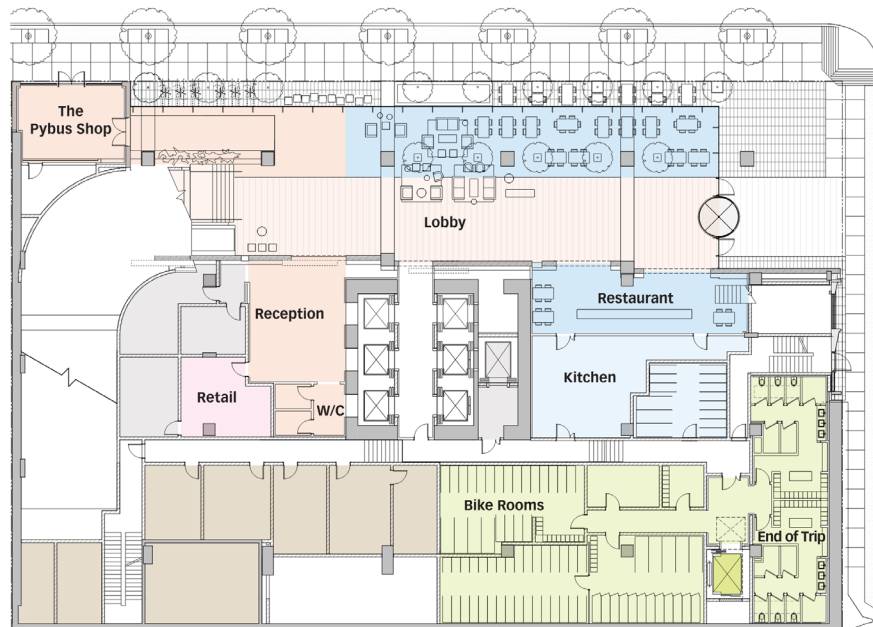 The
Pybus Shop
Lobby
Restaurant
Reception
Kitchen
Retail
W/C
Bike Rooms
End of Trip